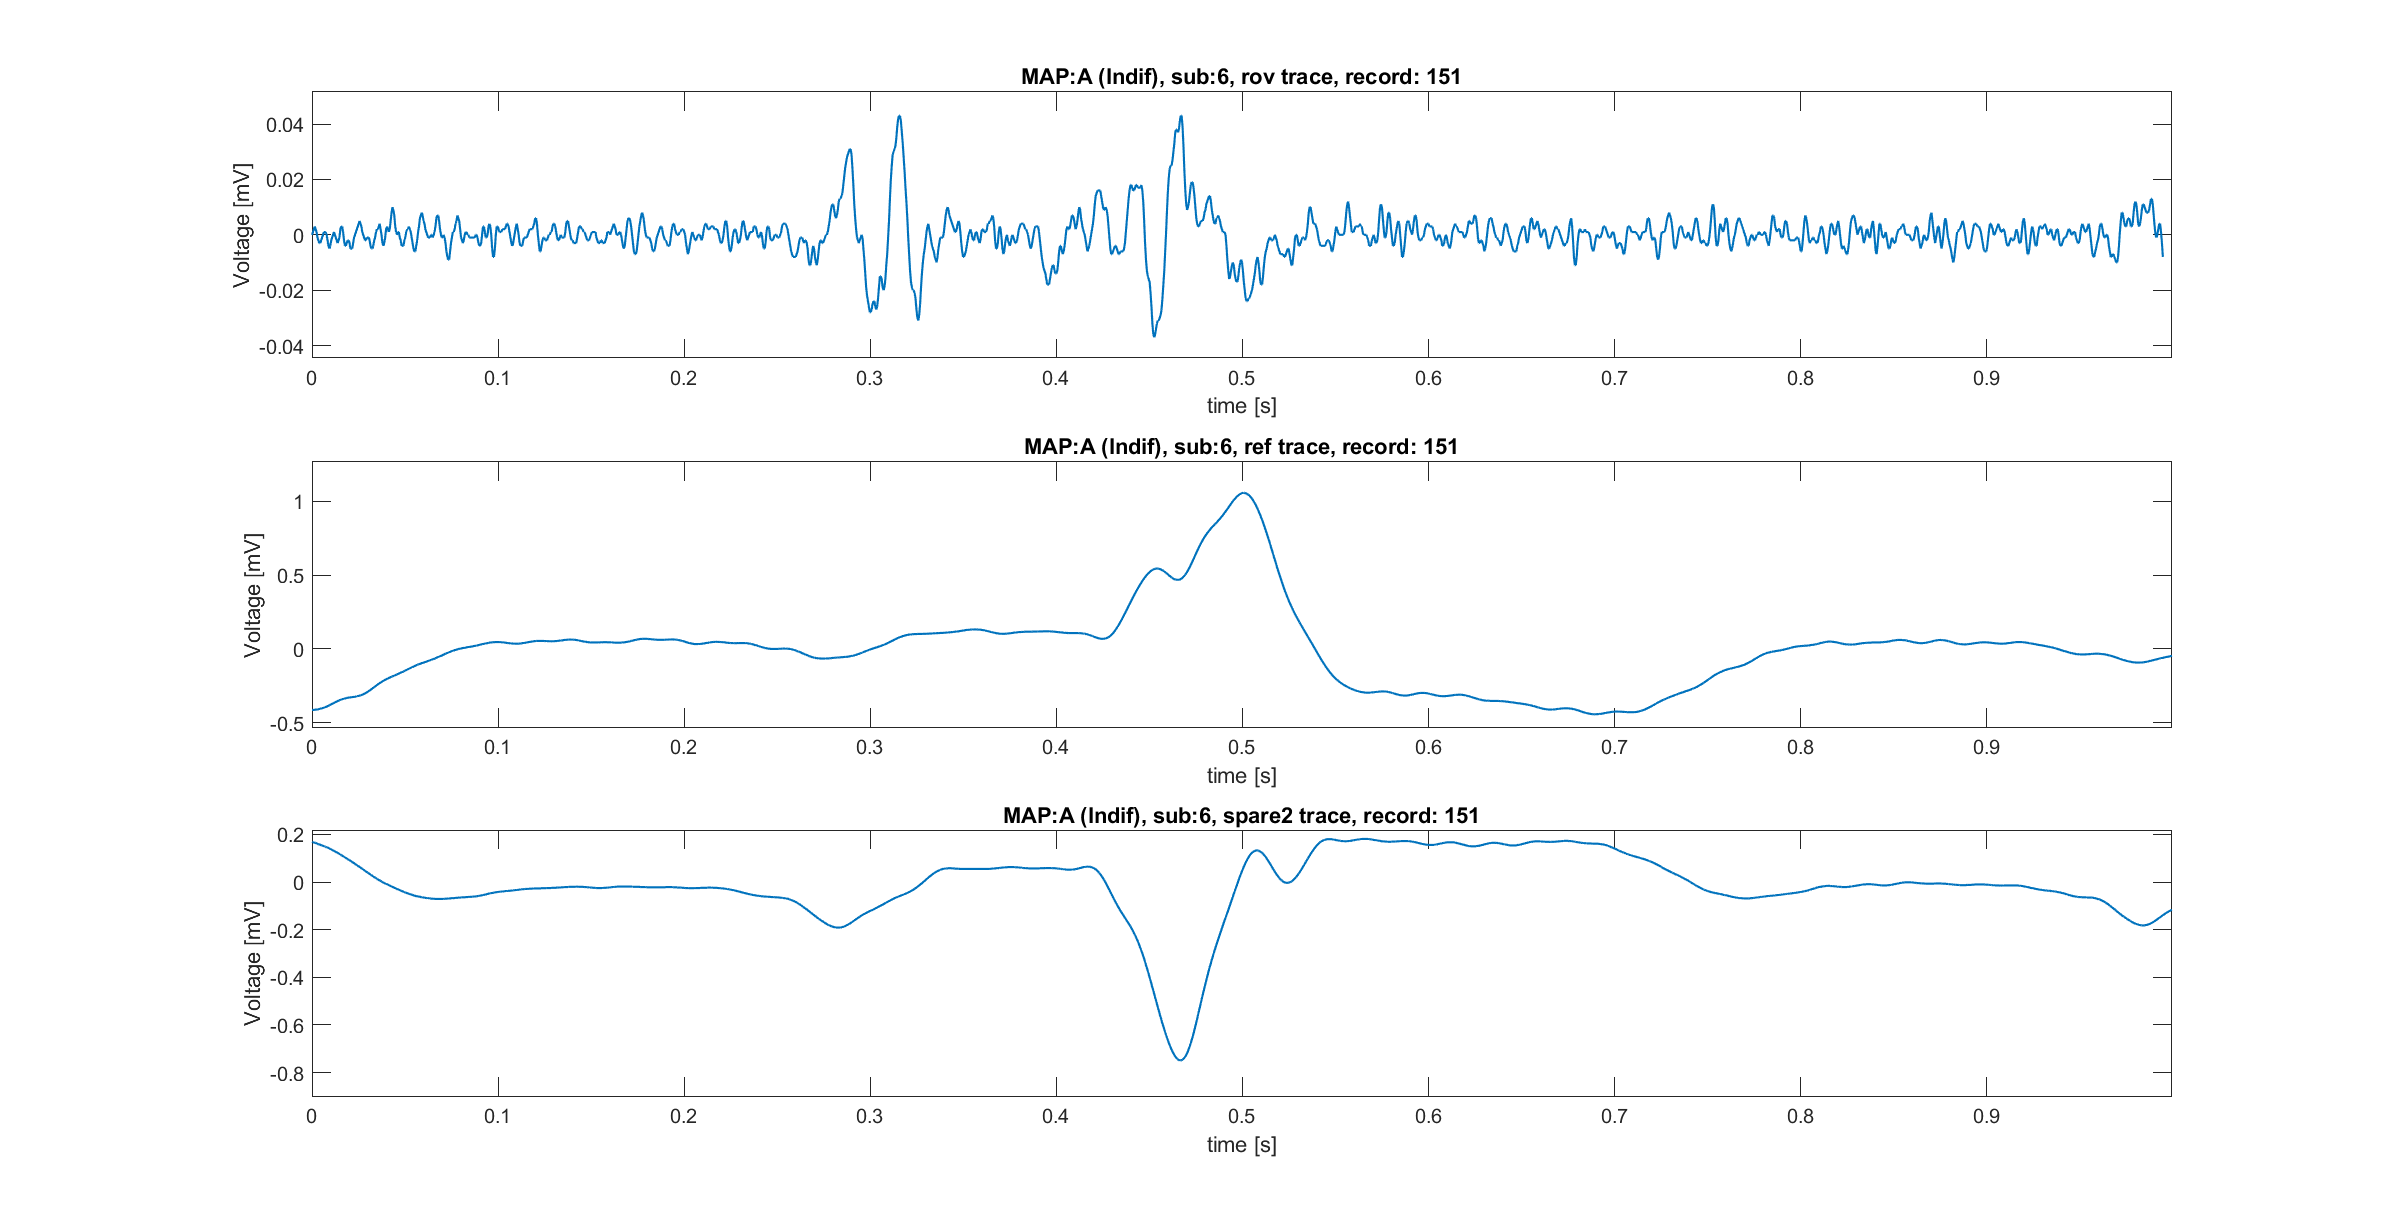 MAP:A (Indif), sub:6, rov trace, record: 151
Voltage [mV]
0.04
0.02
0
-0.02
-0.04
0 0.1 0.2 0.3 0.4 0.5 0.6 0.7 0.8 0.9
time [s]
MAP:A (Indif), sub:6, ref trace, record: 151
Voltage [mV]
1
0.5
0
-0.5
0 0.1 0.2 0.3 0.4 0.5 0.6 0.7 0.8 0.9
time [s]
MAP:A (Indif), sub:6, spare2 trace, record: 151
Voltage [mV]
0.2
0
-0.2
-0.4
-0.6
-0.8
0 0.1 0.2 0.3 0.4 0.5 0.6 0.7 0.8 0.9
time [s]